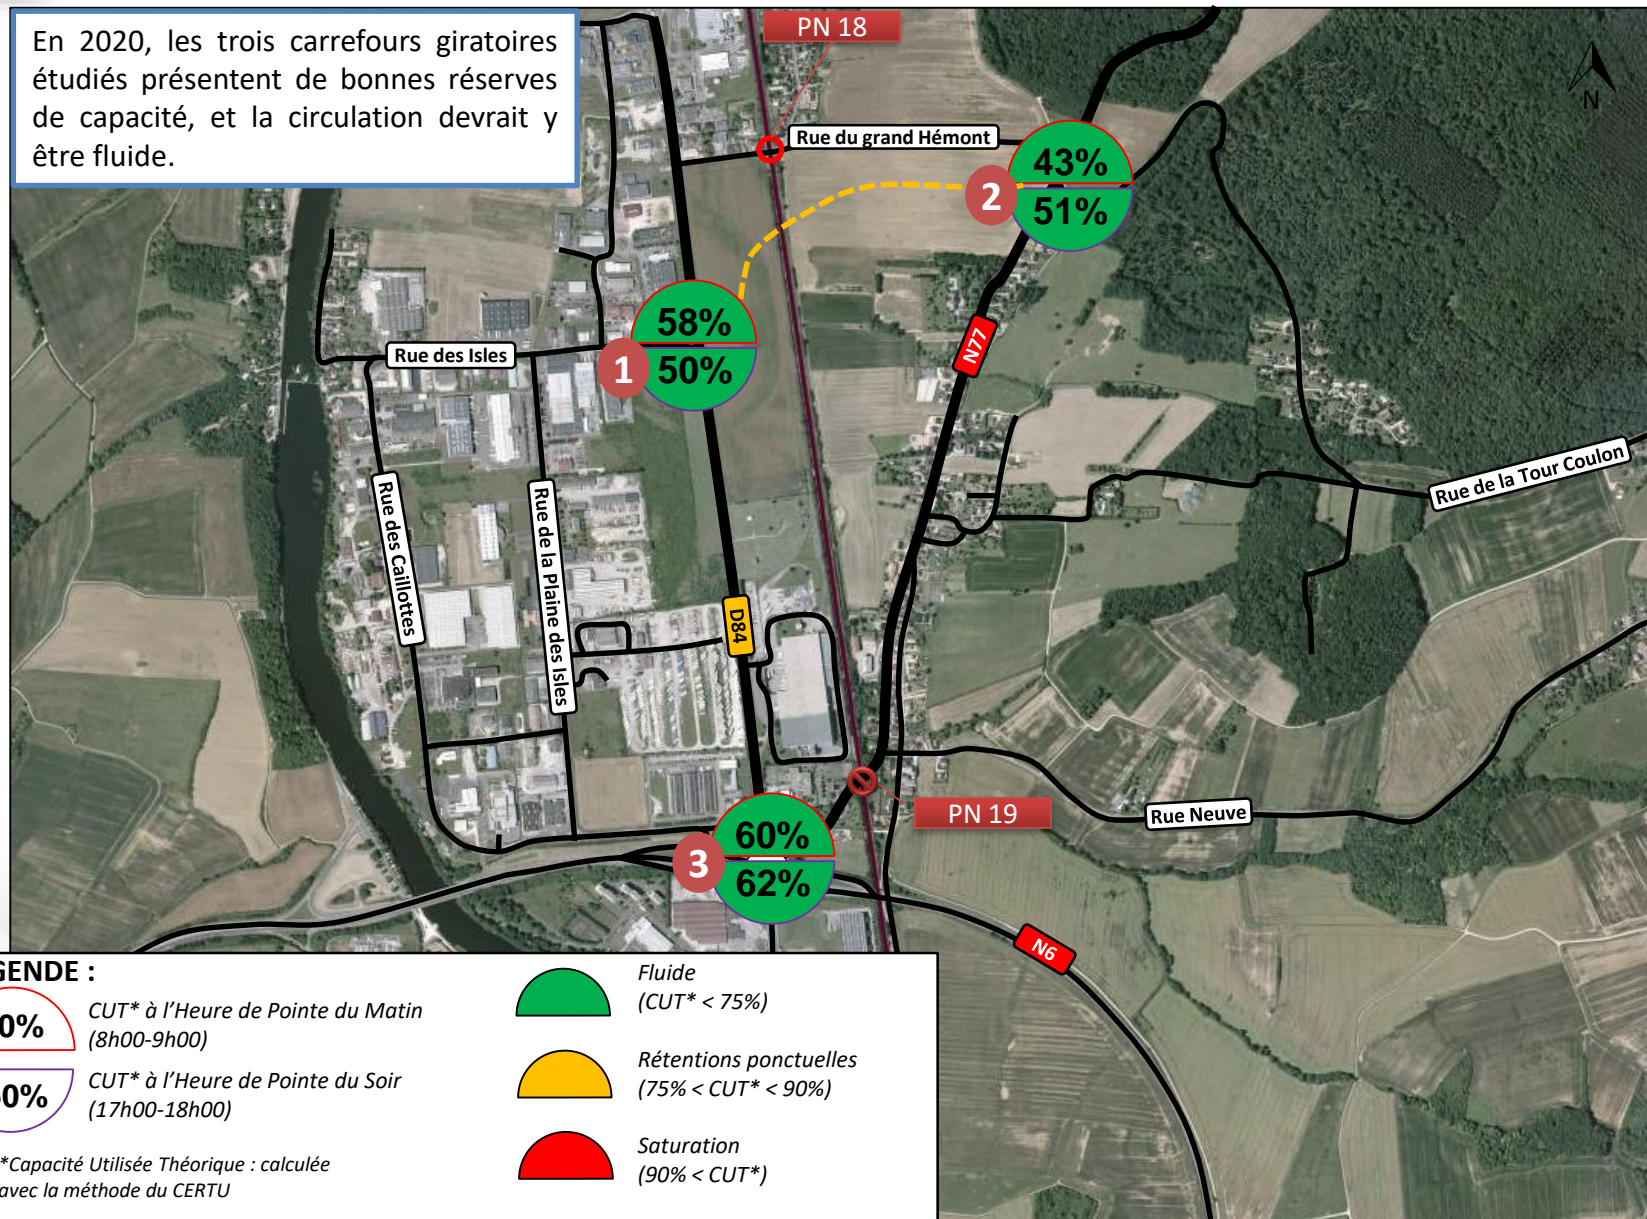 En 2020, les trois carrefours giratoires
étudiés présentent de bonnes réserves
de capacité, et la circulation devrait y
être fluide.
PN 18
N
Rue du grand Hémont
43%
2
51%
58%
1
50%
Rue des Isles
N77
Rue des Caillottes
Rue de la Plaine des Isles
D84
Rue de la Tour Coulon
PN 19
Rue Neuve
60%
3
62%
N6
GENDE :
0%
CUT* à l'Heure de Pointe du Matin
(8h00-9h00)
0%
CUT* à l'Heure de Pointe du Soir
(17h00-18h00)
*Capacité Utilisée Théorique : calculée
avec la méthode du CERTU
Fluide
(CUT* < 75%)
Rétentions ponctuelles
(75% < CUT* < 90%)
Saturation
(90% < CUT*)